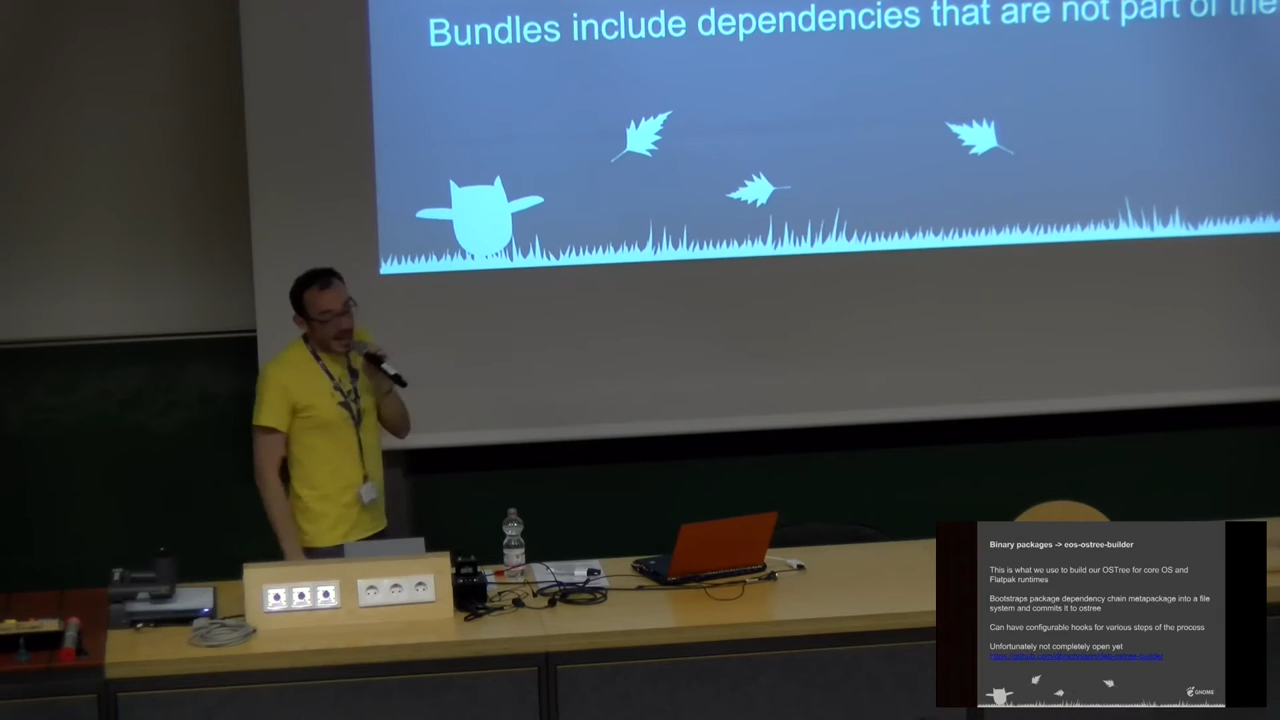 Bundles include dependencies that are not part of the
Binary packages -> eos-ostree-builder
This is what we use to build our OSTree for core OS and
Flatpak runtimes
Bootstraps package dependency chain metapackage into a file
system and commits it to ostree
Can have configurable hooks for various steps of the process
Unfortunately not completely open yet
GNOME